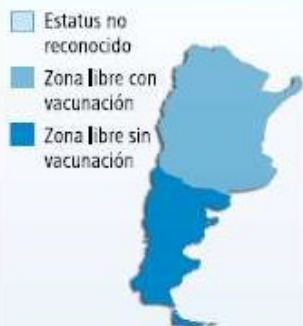 Estatus no
reconocido
Zona libre con
vacunación
Zona libre sin
vacunación